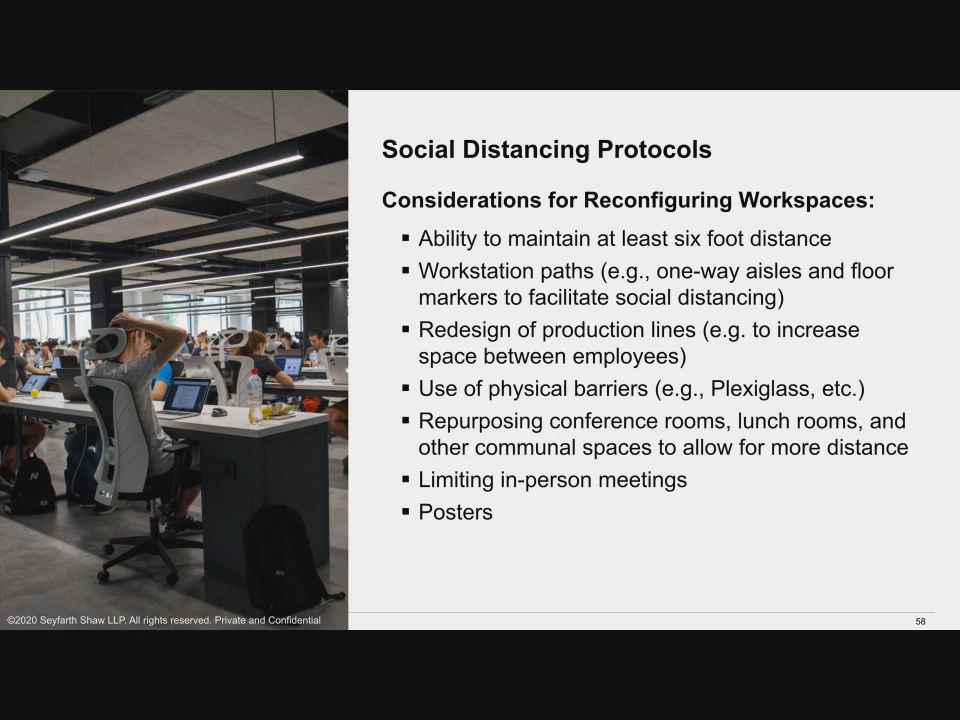 Social Distancing Protocols
Considerations for Reconfiguring Workspaces:
▪ Ability to maintain at least six foot distance
▪ Workstation paths (e.g., one-way aisles and floor
markers to facilitate social distancing)
▪ Redesign of production lines (e.g. to increase
space between employees)
▪ Use of physical barriers (e.g., Plexiglass, etc.)
▪ Repurposing conference rooms, lunch rooms, and
other communal spaces to allow for more distance
▪ Limiting in-person meetings
▪ Posters
©2020 Seyfarth Shaw LLP. All rights reserved. Private and Confidential
58